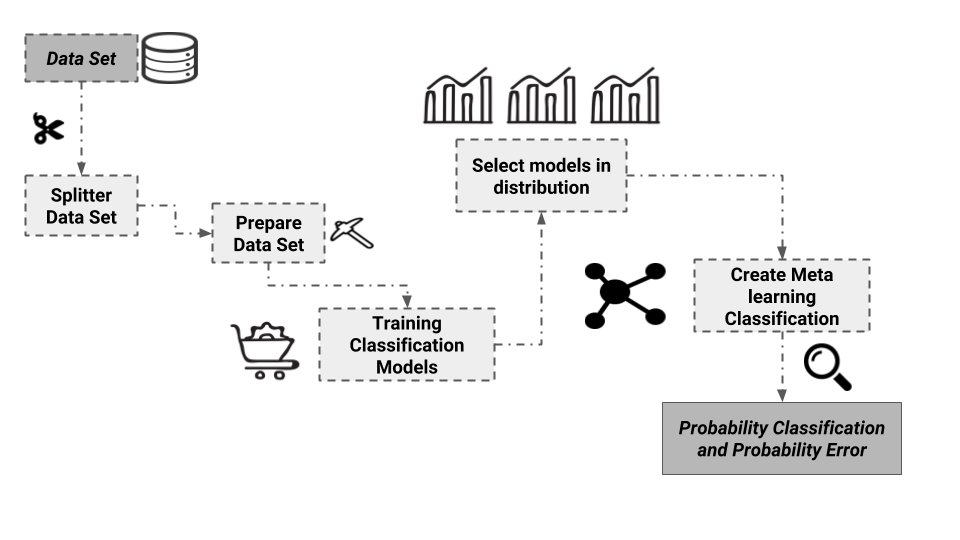 Data Set
Splitter
Data Set
Prepare
Data Set
Training
Classification
Models
Select models in
distribution
Create Meta
learning
Classification
Probability Classification
and Probability Error